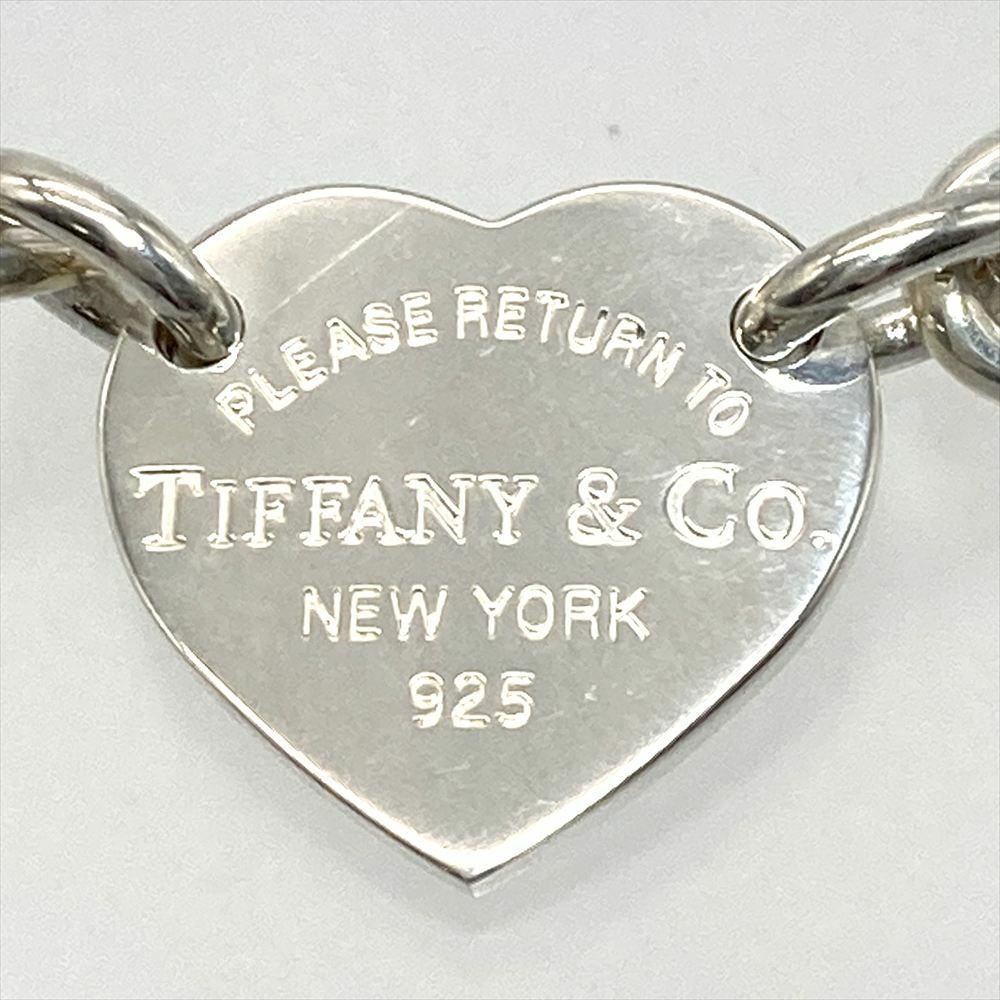 PLEASE RETURN TO
TIFFANY & CO.
NEW YORK
925